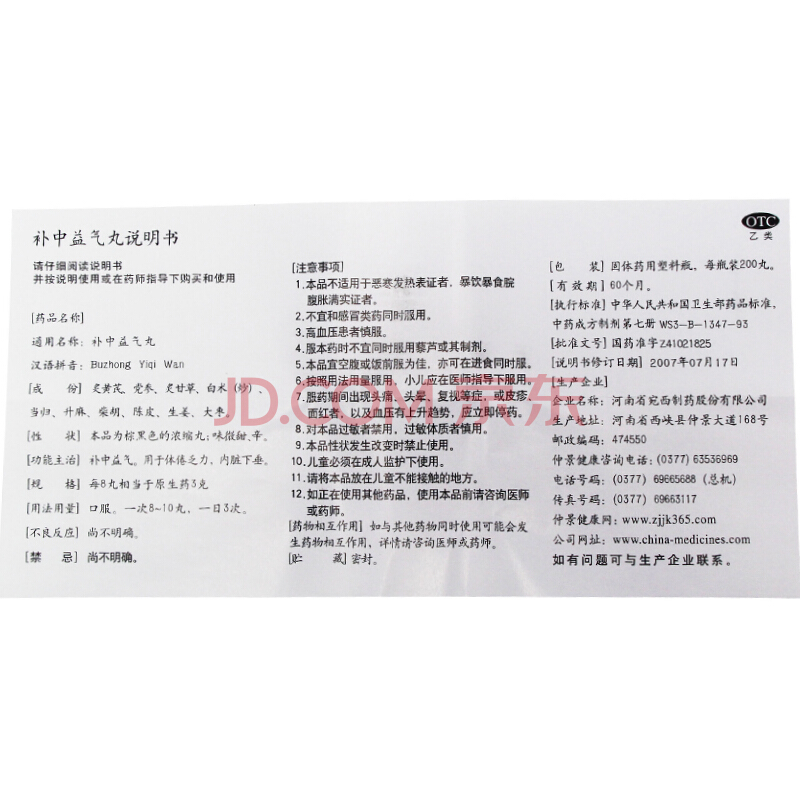 补中益气丸说明书
请仔细阅读说明书
并按说明使用或在药师指导下购买和使用
[药品名称]
通用名称：补中益气丸
汉语拼音：Buzhong Yiqi Wan
[成 份] 炙黄芪、党参、炙甘草、白术（炒）、
当归、升麻、柴胡、陈皮、生姜、大枣。
[性 状] 本品为棕黑色的浓缩丸；味微甜、辛。
[功能主治] 补中益气。用于体倦乏力，内脏下垂。
[规 格] 每8丸相当于原生药3克
[用法用量] 口服。一次8~10丸，一日3次。
[不良反应] 尚不明确。
[禁 忌] 尚不明确。
[注意事项]
1.本品不适用于恶寒发热表证者，暴饮暴食脘
腹胀满实证者。
2.不宜和感冒类药同时服用。
3.高血压患者慎服。
4.服本药时不宜同时服用藜芦或其制剂。
5.本品宜空腹或饭前服为佳，亦可在进食同时服。
6.按照用法用量服用，小儿应在医师指导下服用。
7.服药期间出现头痛、头晕、复视等症，或皮疹、
面红者，以及血压有上升趋势，应立即停药。
8.对本品过敏者禁用，过敏体质者慎用。
9.本品性状发生改变时禁止使用。
10.儿童必须在成人监护下使用。
11.请将本品放在儿童不能接触的地方。
12.如正在使用其他药品，使用本品前请咨询医师
或药师。
[药物相互作用] 如与其他药物同时使用可能会发
生药物相互作用，详情请咨询医师或药师。
[贮 藏] 密封。
OTC
乙类
[包 装] 固体药用塑料瓶，每瓶装200丸。
[有 效 期] 60个月。
[执行标准] 中华人民共和国卫生部药品标准，
中药成方制剂第七册 WS3-B-1347-93
[批准文号] 国药准字Z41021825
[说明书修订日期] 2007年07月17日
[生产企业]
企业名称：河南省宛西制药股份有限公司
生产地址：河南省西峡县仲景大道168号
邮政编码：474550
仲景健康咨询电话：(0377) 63536969
电话号码：(0377) 69665688（总机）
传真号码：(0377) 69663117
仲景健康网：www.zjjk365.com
公司网址：www.china-medicines.com
如有问题可与生产企业联系。
JD.COM 京东